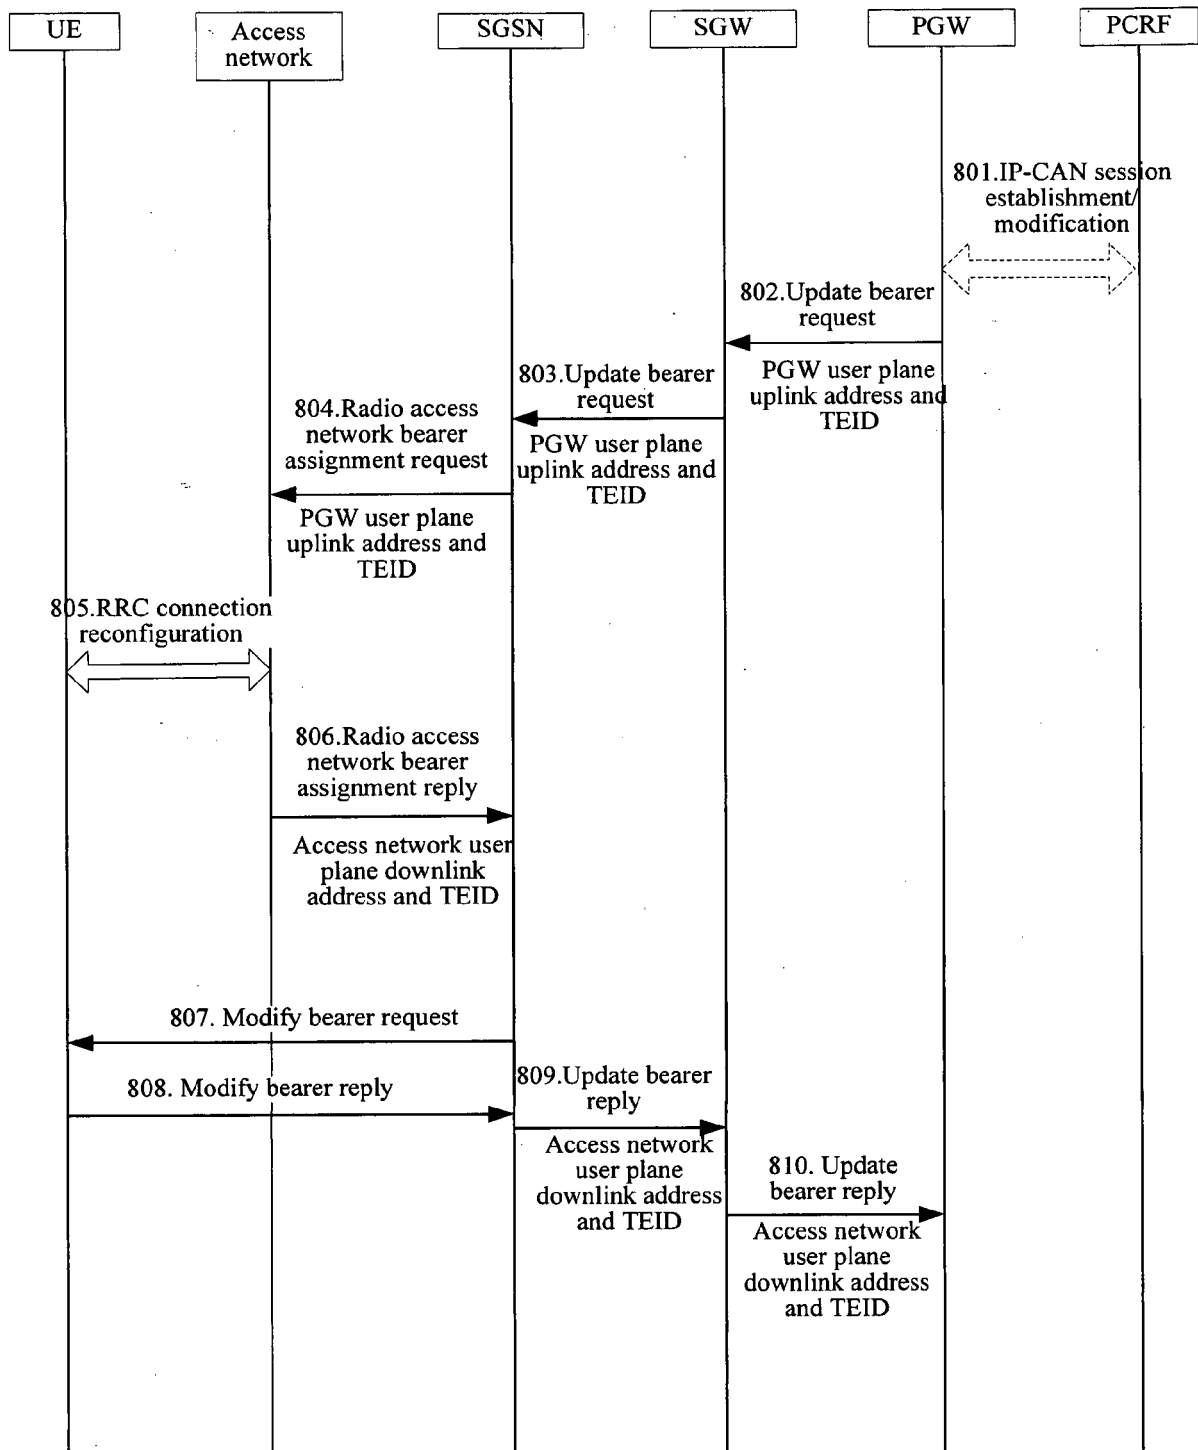 UE
Access
network
SGSN
SGW
PGW
PCRF
801.IP-CAN session
establishment/
modification
802.Update bearer
request
PGW user plane
uplink address and
TEID
803.Update bearer
request
PGW user plane
uplink address and
TEID
804.Radio access
network bearer
assignment request
PGW user plane
uplink address and
TEID
805.RRC connection
reconfiguration
806.Radio access
network bearer
assignment reply
Access network user
plane downlink
address and TEID
807. Modify bearer request
808. Modify bearer reply
809.Update bearer
reply
Access network
user plane
downlink address
and TEID
810. Update
bearer reply
Access network
user plane
downlink address
and TEID